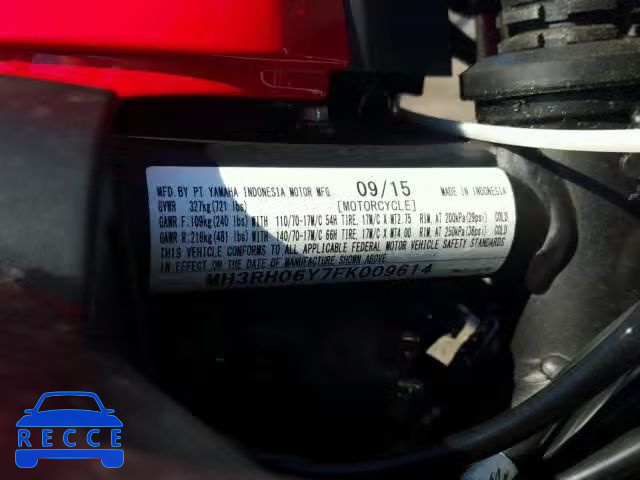 MFD. BY PT YAMAHA INDONESIA MOTOR MFG. 09/15 MADE IN INDONESIA
GVWR 327kg (721 lbs) [MOTORCYCLE]
GAWR F: 109kg (240 lbs) WITH 110/70-17M/C 54H TIRE, 17M/C X MT2.75 RIM, AT 200kPa (29psi) COLD
GAWR R: 218kg (481 lbs) WITH 140/70-17M/C 66H TIRE, 17M/C X MT4.00 RIM, AT 250kPa (36psi) COLD
THIS VEHICLE CONFORMS TO ALL APPLICABLE FEDERAL MOTOR VEHICLE SAFETY STANDARDS
IN EFFECT ON THE DATE OF MANUFACTURE SHOWN ABOVE.
MH3RH06Y7FK009614
RECCE